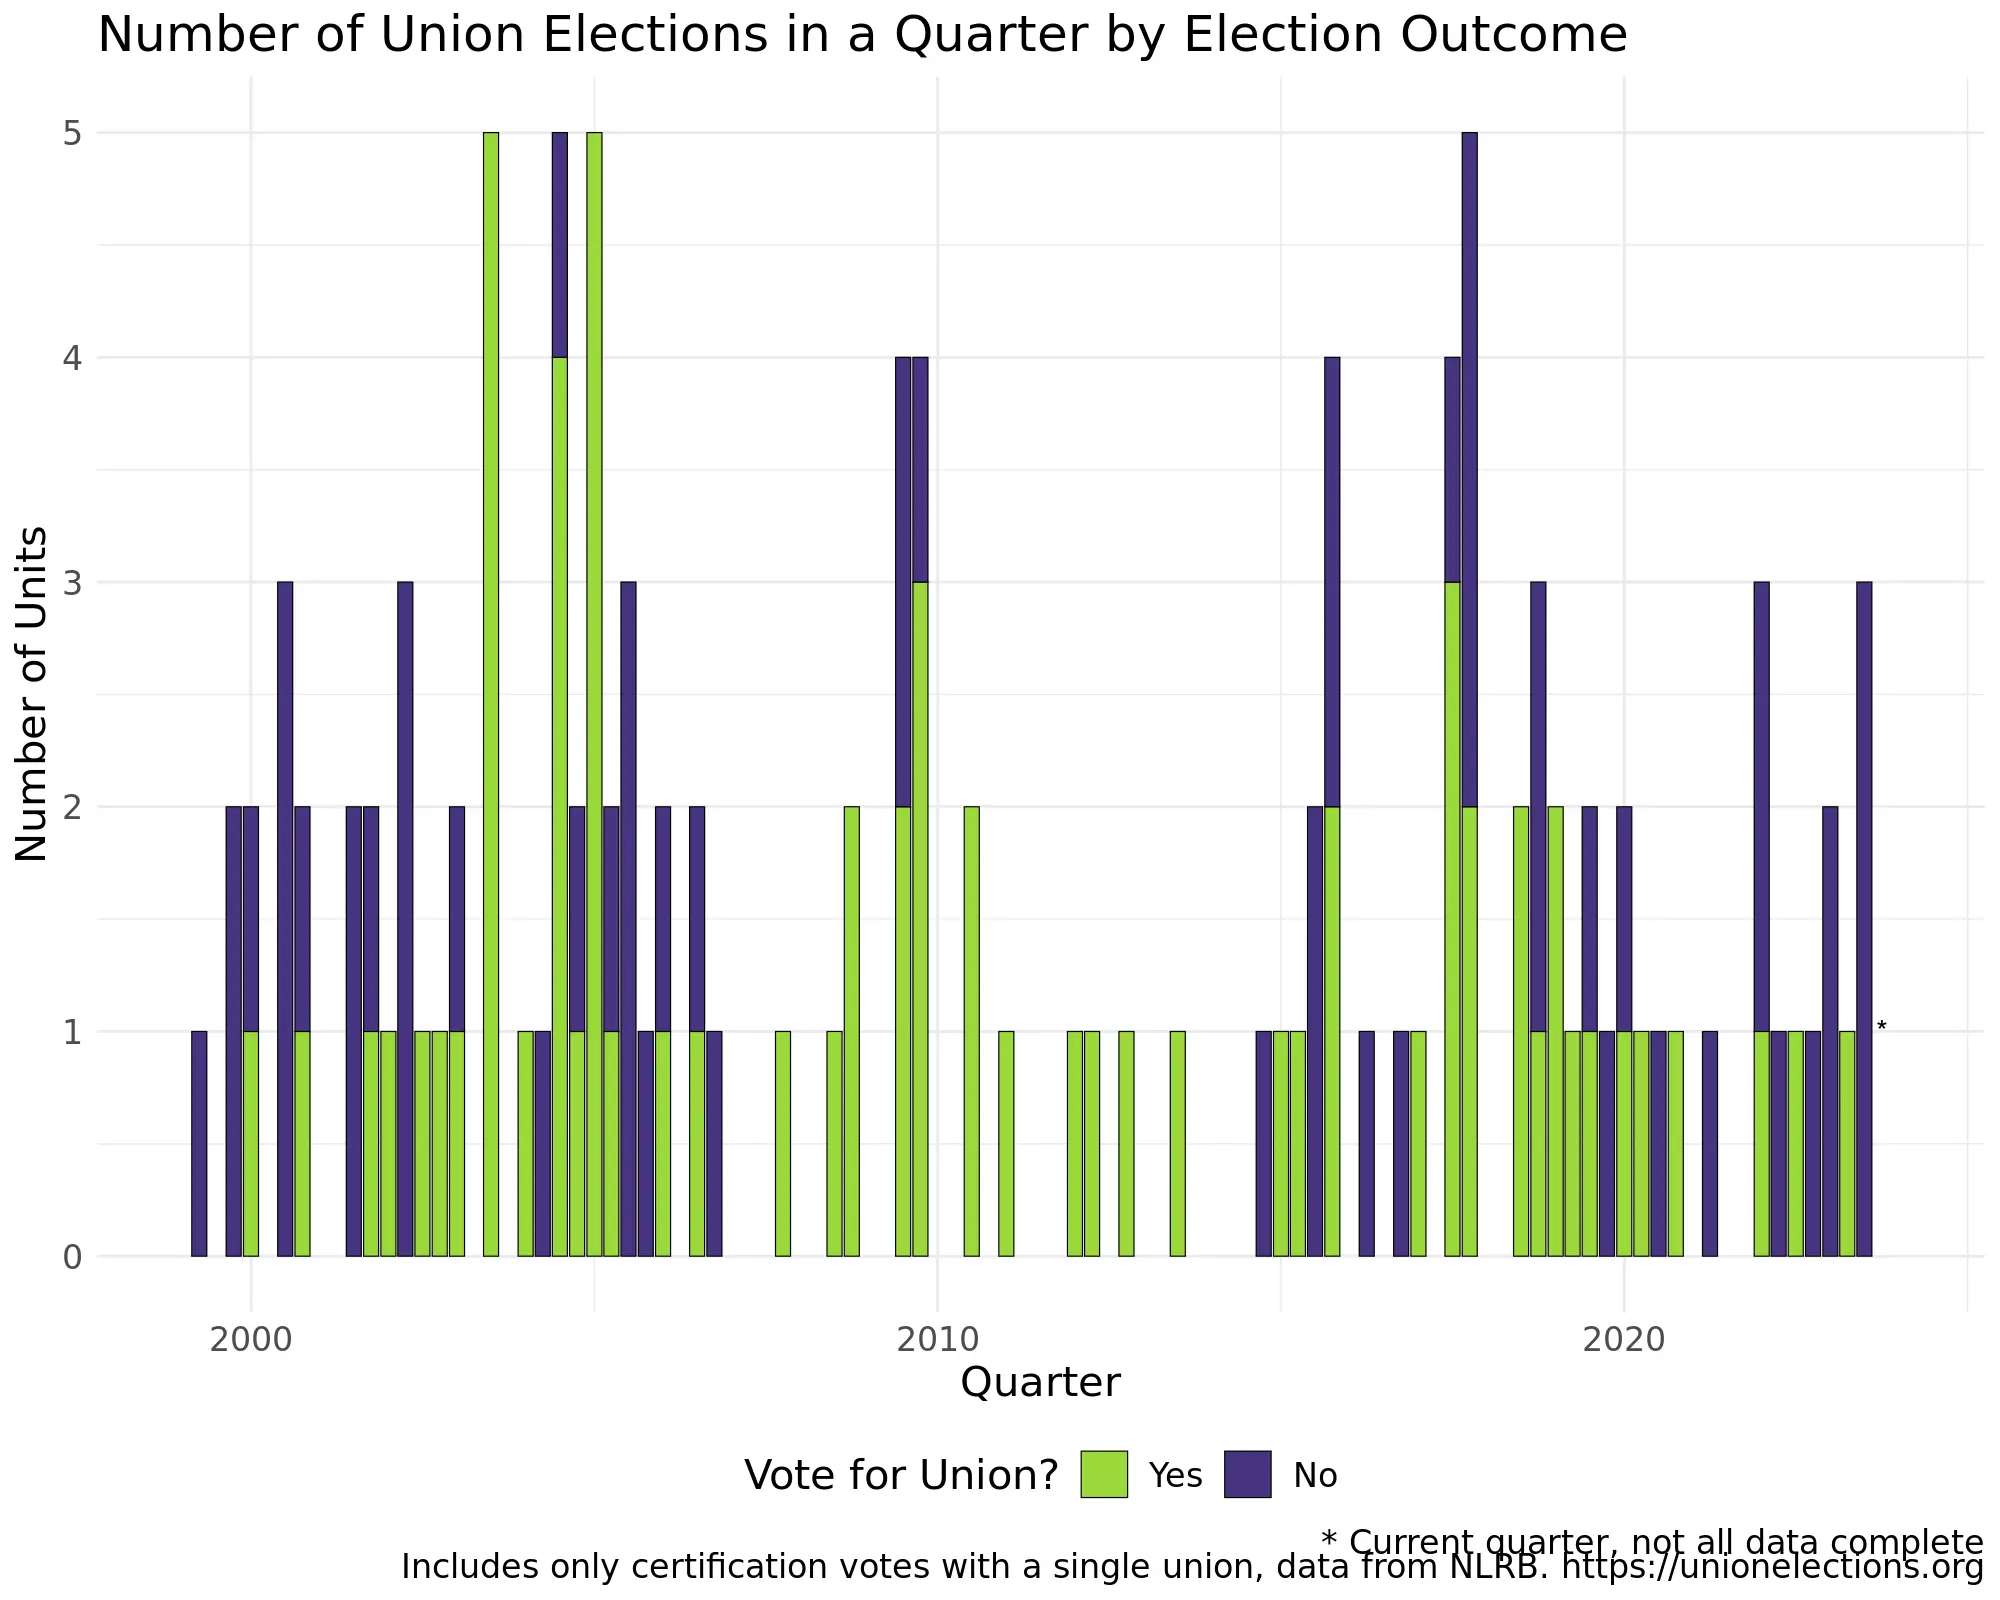 Number of Union Elections in a Quarter by Election Outcome
Number of Units
5
4
3
2
1
0
*
2000 2010 2020
Quarter
Vote for Union? Yes No
* Current quarter, not all data complete
Includes only certification votes with a single union, data from NLRB. https://unionelections.org